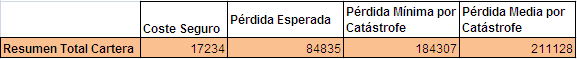 Coste Seguro
Pérdida Esperada
Pérdida Mínima por
Catástrofe
Pérdida Media por
Catástrofe
Resumen Total Cartera 17234 84835 184307 211128